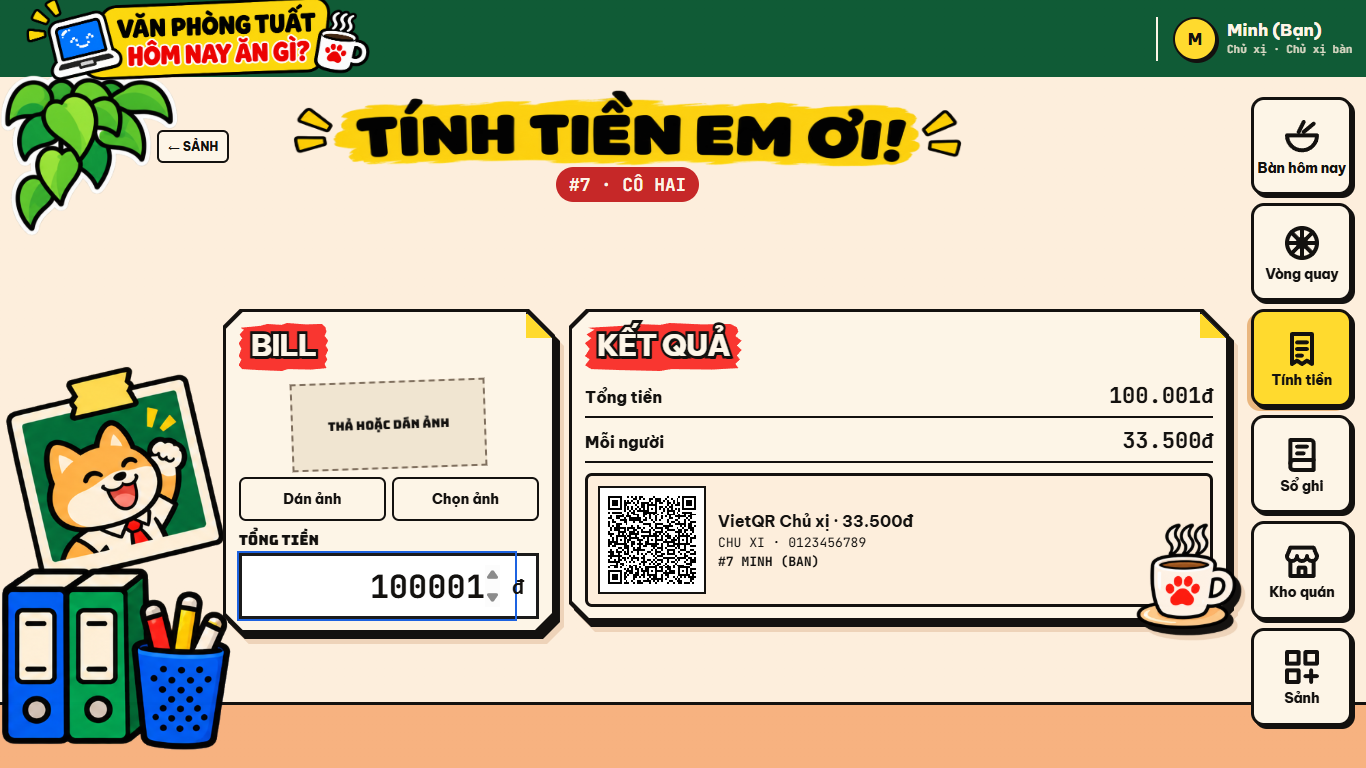 VĂN PHÒNG TUẤT
HÔM NAY ĂN GÌ?
M
Minh (Bạn)
Chủ xị · Chủ xị bàn
← SẢNH
TÍNH TIỀN EM ƠI!
#7 · CÔ HAI
Bàn hôm nay
Vòng quay
Tính tiền
Sổ ghi
Kho quán
Sảnh
BILL
THẢ HOẶC DÁN ẢNH
Dán ảnh
Chọn ảnh
TỔNG TIỀN
100001 đ
KẾT QUẢ
Tổng tiền 100.001đ
Mỗi người 33.500đ
VietQR Chủ xị · 33.500đ
CHU XI · 0123456789
#7 MINH (BAN)